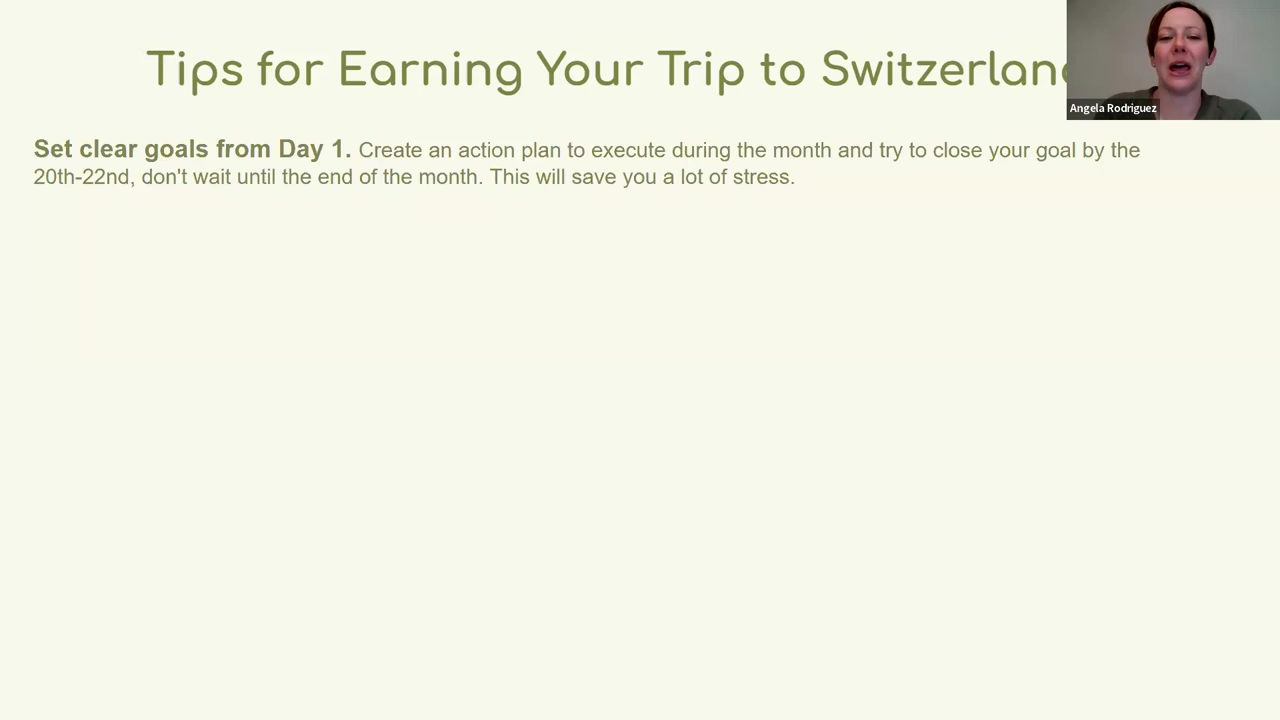 Tips for Earning Your Trip to Switzerland
Angela Rodriguez
Set clear goals from Day 1. Create an action plan to execute during the month and try to close your goal by the
20th-22nd, don't wait until the end of the month. This will save you a lot of stress.